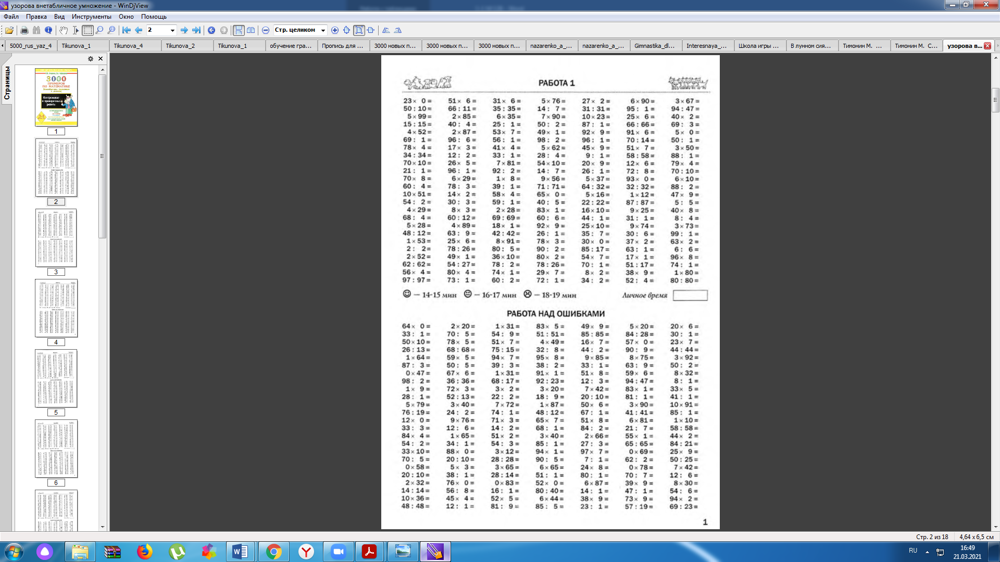 узорова внетабличное умножение - WinDjView
Файл Правка Вид Инструменты Окно Помощь
2 Стр. целиком
5000_rus_yaz_4 Tikunova_1 Tikunova_4 Tikunova_2 Tikunova_1 обучение гра... Пропись для ... 3000 новых п... 3000 новых п... 3000 новых п... nazarenko_a_... nazarenko_a_... Gimnastika_dl... Interesnaya_... Школа игры ... В лунном сия... Тимонин М. ... Тимонин М. С... узорова в...
Страницы
3000
ПРИМЕРОВ
ПО МАТЕМАТИКЕ
Контрольные
и проверочные
работы
3-4
1
2
3
4
5
6
РАБОТА 1
23× 0= 51× 6= 31× 6= 5×76= 27× 2= 6×90= 3×67=
50:10= 66:11= 35:35= 14: 7= 31:31= 95: 1= 94:47=
5×99= 2×85= 6×35= 7×90= 10×23= 25× 6= 40× 2=
15:15= 40: 4= 25: 1= 50: 2= 87: 1= 66:66= 69: 3=
4×52= 2×87= 53× 7= 49× 1= 92× 9= 91× 6= 5× 0=
69: 1= 96: 6= 56: 1= 98: 2= 96: 1= 70:14= 50: 1=
78× 4= 17× 3= 41× 4= 5×62= 45× 9= 51× 7= 3×50=
34:34= 12: 2= 33: 1= 28: 4= 9: 1= 58:58= 88: 1=
70×10= 26× 5= 7×81= 54×10= 20× 9= 12× 6= 79× 4=
21: 1= 96: 1= 92: 2= 14: 7= 26: 1= 72: 8= 70:10=
70× 8= 6×29= 1× 8= 9×56= 5×37= 93× 0= 6×10=
60: 4= 78: 3= 39: 1= 71:71= 64:32= 32:32= 88: 2=
10×51= 14× 2= 58× 4= 65× 0= 5×16= 1×12= 47× 9=
54: 2= 30: 3= 59: 1= 40: 5= 22:22= 87:87= 5: 5=
4×29= 8× 3= 2×28= 83× 1= 16×10= 9×25= 40× 8=
68: 4= 60:12= 69:69= 60: 6= 44: 1= 31: 1= 8: 4=
5×28= 4×89= 18× 1= 92× 9= 25×10= 9×74= 3×73=
48:12= 63: 9= 42:42= 26: 1= 35: 7= 30: 6= 99: 1=
1×53= 25× 6= 8×91= 78× 3= 30× 0= 37× 2= 63× 2=
2: 2= 78:26= 80: 5= 90: 2= 85:17= 63: 1= 6: 6=
2×52= 49× 1= 36×10= 80× 2= 54× 7= 17× 1= 96× 8=
62:62= 54:27= 78: 2= 78:26= 70: 1= 51:17= 74: 1=
56× 4= 80× 4= 74× 1= 29× 7= 8× 2= 38× 9= 1×80=
97:97= 73: 1= 60: 2= 72: 1= 34: 2= 52: 4= 80:80=
– 14-15 мин – 16-17 мин – 18-19 мин Личное время
РАБОТА НАД ОШИБКАМИ
64× 0= 2×20= 1×31= 83× 5= 49× 9= 5×20= 20× 6=
33: 1= 70: 5= 54: 9= 51:51= 85:85= 84:28= 30: 1=
50×10= 78× 5= 51× 7= 4×49= 16× 7= 57× 0= 23× 7=
26:13= 68:68= 75:15= 32: 8= 44: 2= 90: 9= 44:44=
1×64= 59× 5= 94× 7= 95× 8= 9×85= 8×75= 3×92=
87: 3= 50: 5= 39: 3= 38: 2= 33: 1= 63: 9= 50: 2=
0×47= 67× 6= 1×31= 91× 1= 51× 8= 59× 6= 8×32=
98: 2= 36:36= 68:17= 92:23= 12: 3= 94:47= 8: 1=
1× 9= 72× 3= 3× 2= 3×20= 7×42= 83× 1= 33× 5=
28: 1= 52:13= 22: 2= 18: 9= 20:10= 81: 1= 41: 1=
5×79= 3×40= 7×72= 1×87= 50× 6= 3×90= 10×91=
76:19= 24: 2= 74: 1= 48:12= 67: 1= 41:41= 85: 1=
12× 0= 9×76= 71× 3= 65× 7= 51× 8= 6×81= 1×10=
33: 3= 12: 6= 14: 2= 68: 1= 84: 2= 21: 7= 58:58=
84× 4= 1×65= 51× 2= 3×40= 2×66= 55× 1= 44× 2=
54: 2= 34: 1= 54: 3= 85: 1= 27: 3= 65:65= 84:21=
33×10= 88× 0= 3×12= 94× 1= 97× 7= 0×69= 25× 9=
70: 5= 20:10= 28:28= 90: 5= 7: 1= 62: 2= 50:25=
0×58= 5× 3= 3×65= 6×65= 24× 8= 0×78= 7×42=
20:10= 38: 1= 28:14= 51: 1= 80: 1= 70: 7= 12: 6=
2×32= 76× 0= 0×83= 52× 0= 6×87= 39× 9= 8×30=
14:14= 56: 8= 16: 1= 80:40= 14: 1= 47: 1= 54: 6=
10×36= 45× 4= 52× 5= 6×44= 38× 9= 73× 9= 94× 2=
48:48= 12: 1= 81: 9= 85: 5= 23: 1= 57:19= 69:23=
1
Стр. 2 из 18 4,64 x 6,5 см
RU 16:49
21.03.2021